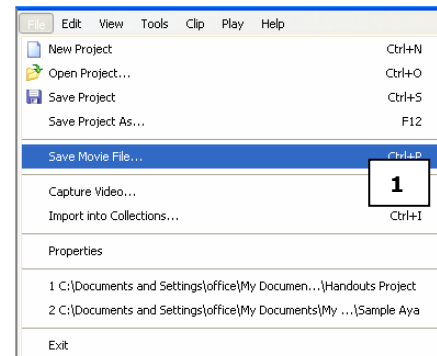 File Edit View Tools Clip Play Help
New Project Ctrl+N
Open Project... Ctrl+O
Save Project Ctrl+S
Save Project As... F12
Save Movie File... Ctrl+P
1
Capture Video...
Import into Collections... Ctrl+I
Properties
1 C:\Documents and Settings\office\My Documen...\Handouts Project
2 C:\Documents and Settings\office\My Documents\My ...\Sample Aya
Exit